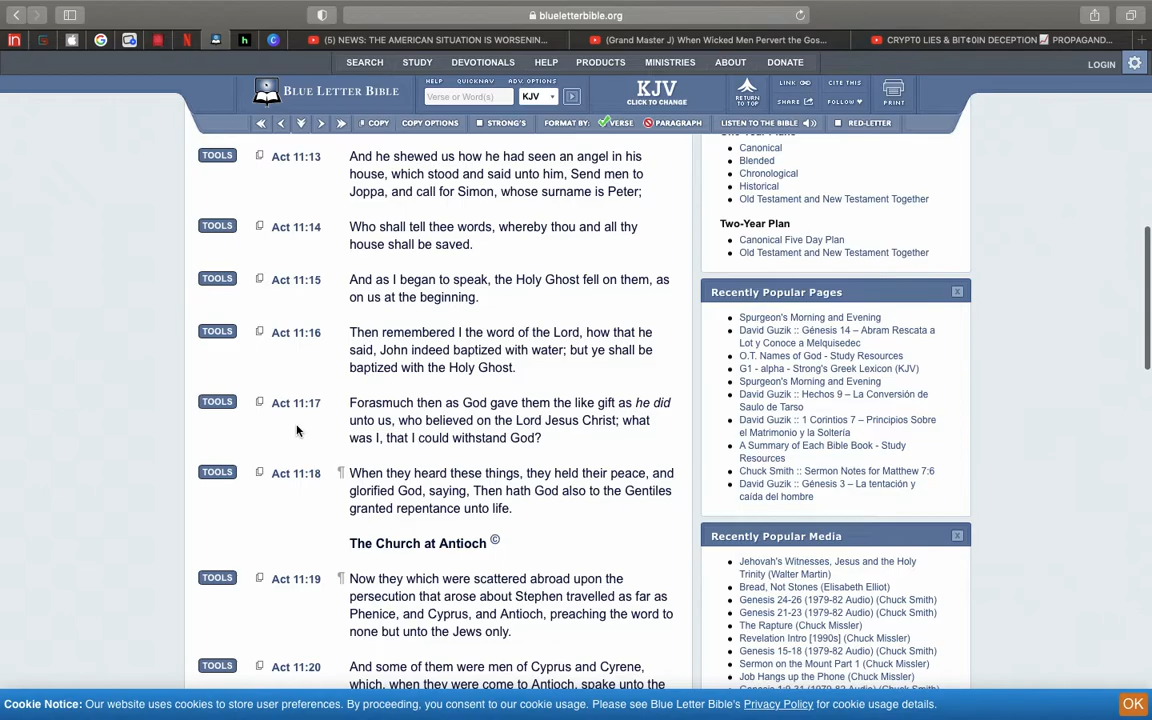 blueletterbible.org
(5) NEWS: THE AMERICAN SITUATION IS WORSENIN...
(Grand Master J) When Wicked Men Pervert the Gos...
CRYPT0 LIES & BIT¢0IN DECEPTION 📈 PROPAGAND...
SEARCH STUDY DEVOTIONALS HELP PRODUCTS MINISTRIES ABOUT DONATE
LOGIN
BLUE LETTER BIBLE
HELP QUICKNAV ADV. OPTIONS
Verse or Word(s) KJV
KJV
CLICK TO CHANGE
RETURN
TO TOP
LINK CITE THIS
SHARE FOLLOW
PRINT
COPY COPY OPTIONS STRONG'S FORMAT BY: VERSE PARAGRAPH LISTEN TO THE BIBLE RED-LETTER
TOOLS Act 11:13 And he shewed us how he had seen an angel in his
house, which stood and said unto him, Send men to
Joppa, and call for Simon, whose surname is Peter;
TOOLS Act 11:14 Who shall tell thee words, whereby thou and all thy
house shall be saved.
TOOLS Act 11:15 And as I began to speak, the Holy Ghost fell on them, as
on us at the beginning.
TOOLS Act 11:16 Then remembered I the word of the Lord, how that he
said, John indeed baptized with water; but ye shall be
baptized with the Holy Ghost.
TOOLS Act 11:17 Forasmuch then as God gave them the like gift as he did
unto us, who believed on the Lord Jesus Christ; what
was I, that I could withstand God?
TOOLS Act 11:18 ¶ When they heard these things, they held their peace, and
glorified God, saying, Then hath God also to the Gentiles
granted repentance unto life.
The Church at Antioch ©
TOOLS Act 11:19 ¶ Now they which were scattered abroad upon the
persecution that arose about Stephen travelled as far as
Phenice, and Cyprus, and Antioch, preaching the word to
none but unto the Jews only.
TOOLS Act 11:20 And some of them were men of Cyprus and Cyrene,
which, when they were come to Antioch, spake unto the
Canonical
Blended
Chronological
Historical
Old Testament and New Testament Together
Two-Year Plan
Canonical Five Day Plan
Old Testament and New Testament Together
Recently Popular Pages
Spurgeon's Morning and Evening
David Guzik :: Génesis 14 – Abram Rescata a
Lot y Conoce a Melquisedec
O.T. Names of God - Study Resources
G1 - alpha - Strong's Greek Lexicon (KJV)
Spurgeon's Morning and Evening
David Guzik :: Hechos 9 – La Conversión de
Saulo de Tarso
David Guzik :: 1 Corintios 7 – Principios Sobre
el Matrimonio y la Soltería
A Summary of Each Bible Book - Study
Resources
Chuck Smith :: Sermon Notes for Matthew 7:6
David Guzik :: Génesis 3 – La tentación y
caída del hombre
Recently Popular Media
Jehovah's Witnesses, Jesus and the Holy
Trinity (Walter Martin)
Bread, Not Stones (Elisabeth Elliot)
Genesis 24-26 (1979-82 Audio) (Chuck Smith)
Genesis 21-23 (1979-82 Audio) (Chuck Smith)
The Rapture (Chuck Missler)
Revelation Intro [1990s] (Chuck Missler)
Genesis 15-18 (1979-82 Audio) (Chuck Smith)
Sermon on the Mount Part 1 (Chuck Missler)
Job Hangs up the Phone (Chuck Missler)
Cookie Notice: Our website uses cookies to store user preferences. By proceeding, you consent to our cookie usage. Please see Blue Letter Bible's Privacy Policy for cookie usage details.
OK